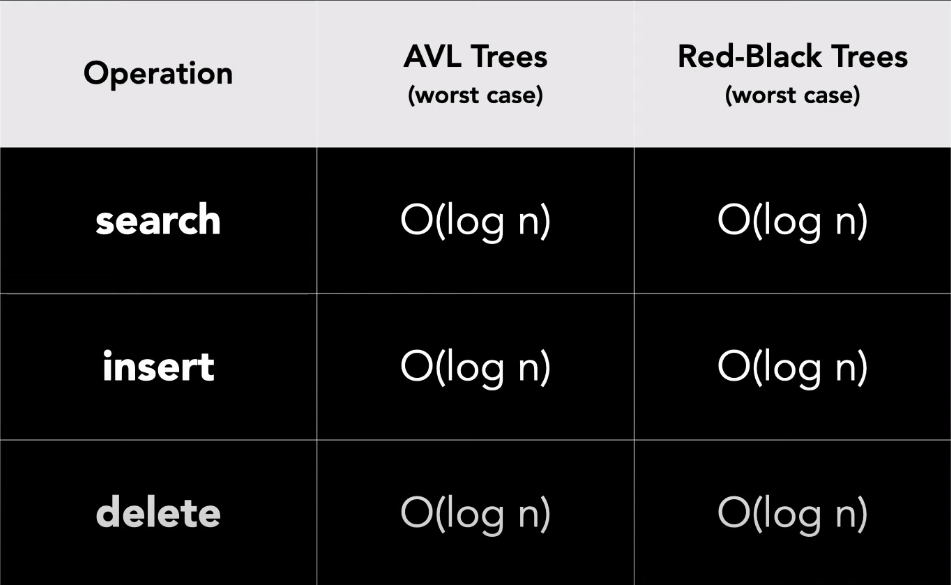 Operation
AVL Trees
(worst case)
Red-Black Trees
(worst case)
search
O(log n)
O(log n)
insert
O(log n)
O(log n)
delete
O(log n)
O(log n)